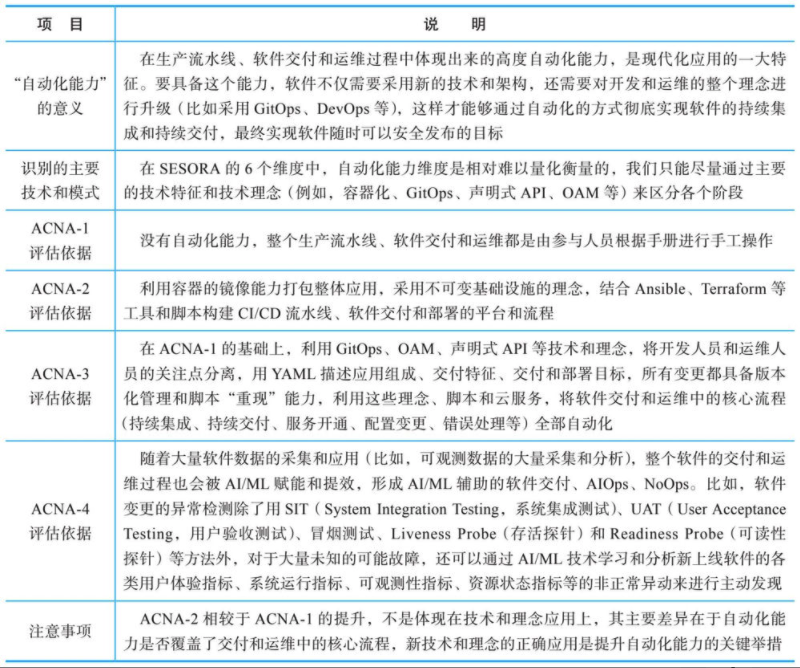 项 目 说 明
在生产流水线、软件交付和运维过程中体现出来的高度自动化能力，是现代化应用的一大特
“自动化能力” 征。要具备这个能力，软件不仅需要采用新的技术和架构，还需要对开发和运维的整个理念进
的意义 行升级（比如采用 GitOps、DevOps 等），这样才能够通过自动化的方式彻底实现软件的持续集
成和持续交付，最终实现软件随时可以安全发布的目标
识别的主要 在 SESORA 的 6 个维度中，自动化能力维度是相对难以量化衡量的，我们只能尽量通过主要
技术和模式 的技术特征和技术理念（例如，容器化、GitOps、声明式 API、OAM 等）来区分各个阶段
ACNA-1
评估依据 没有自动化能力，整个生产流水线、软件交付和运维都是由参与人员根据手册进行手工操作
ACNA-2 利用容器的镜像能力打包整体应用，采用不可变基础设施的理念，结合 Ansible、Terraform 等
评估依据 工具和脚本构建 CI/CD 流水线、软件交付和部署的平台和流程
在 ACNA-1 的基础上，利用 GitOps、OAM、声明式 API 等技术和理念，将开发人员和运维人
ACNA-3 员的关注点分离，用 YAML 描述应用组成、交付特征、交付和部署目标，所有变更都具备版本
评估依据 化管理和脚本“重现”能力，利用这些理念、脚本和云服务，将软件交付和运维中的核心流程
（持续集成、持续交付、服务开通、配置变更、错误处理等）全部自动化
随着大量软件数据的采集和应用（比如，可观测数据的大量采集和分析），整个软件的交付和运
维过程也会被 AI/ML 赋能和提效，形成 AI/ML 辅助的软件交付、AIOps、NoOps。比如，软件
ACNA-4 变更的异常检测除了用 SIT（System Integration Testing，系统集成测试）、UAT（User Acceptance
评估依据 Testing，用户验收测试）、冒烟测试、Liveness Probe（存活探针）和 Readiness Probe（可读性
探针）等方法外，对于大量未知的可能故障，还可以通过 AI/ML 技术学习和分析新上线软件的各
类用户体验指标、系统运行指标、可观测性指标、资源状态指标等的非正常异动来进行主动发现
注意事项 ACNA-2 相较于 ACNA-1 的提升，不是体现在技术和理念应用上，其主要差异在于自动化能
力是否覆盖了交付和运维中的核心流程，新技术和理念的正确应用是提升自动化能力的关键举措